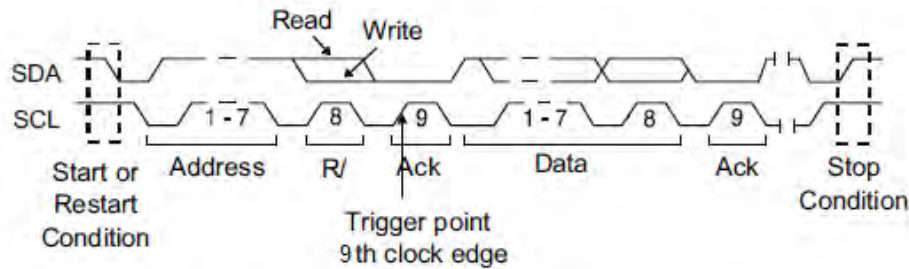 Read
Write
SDA
SCL
1 - 7
8
9
1 - 7
8
9
Address
R/
Ack
Data
Ack
Start or
Restart
Condition
Trigger point
9th clock edge
Stop
Condition